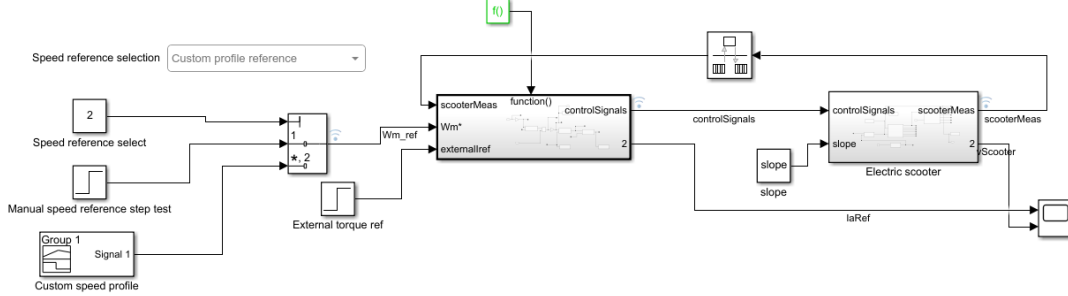 f()
Speed reference selection
Custom profile reference
scooterMeas
function()
controlSignals
Wm*
externalIref
2
2
Speed reference select
1
*, 2
Wm_ref
controlSignals
controlSignals
scooterMeas
slope
2
scooterMeas
vScooter
Electric scooter
slope
slope
Manual speed reference step test
External torque ref
IaRef
Group 1
Signal 1
Custom speed profile